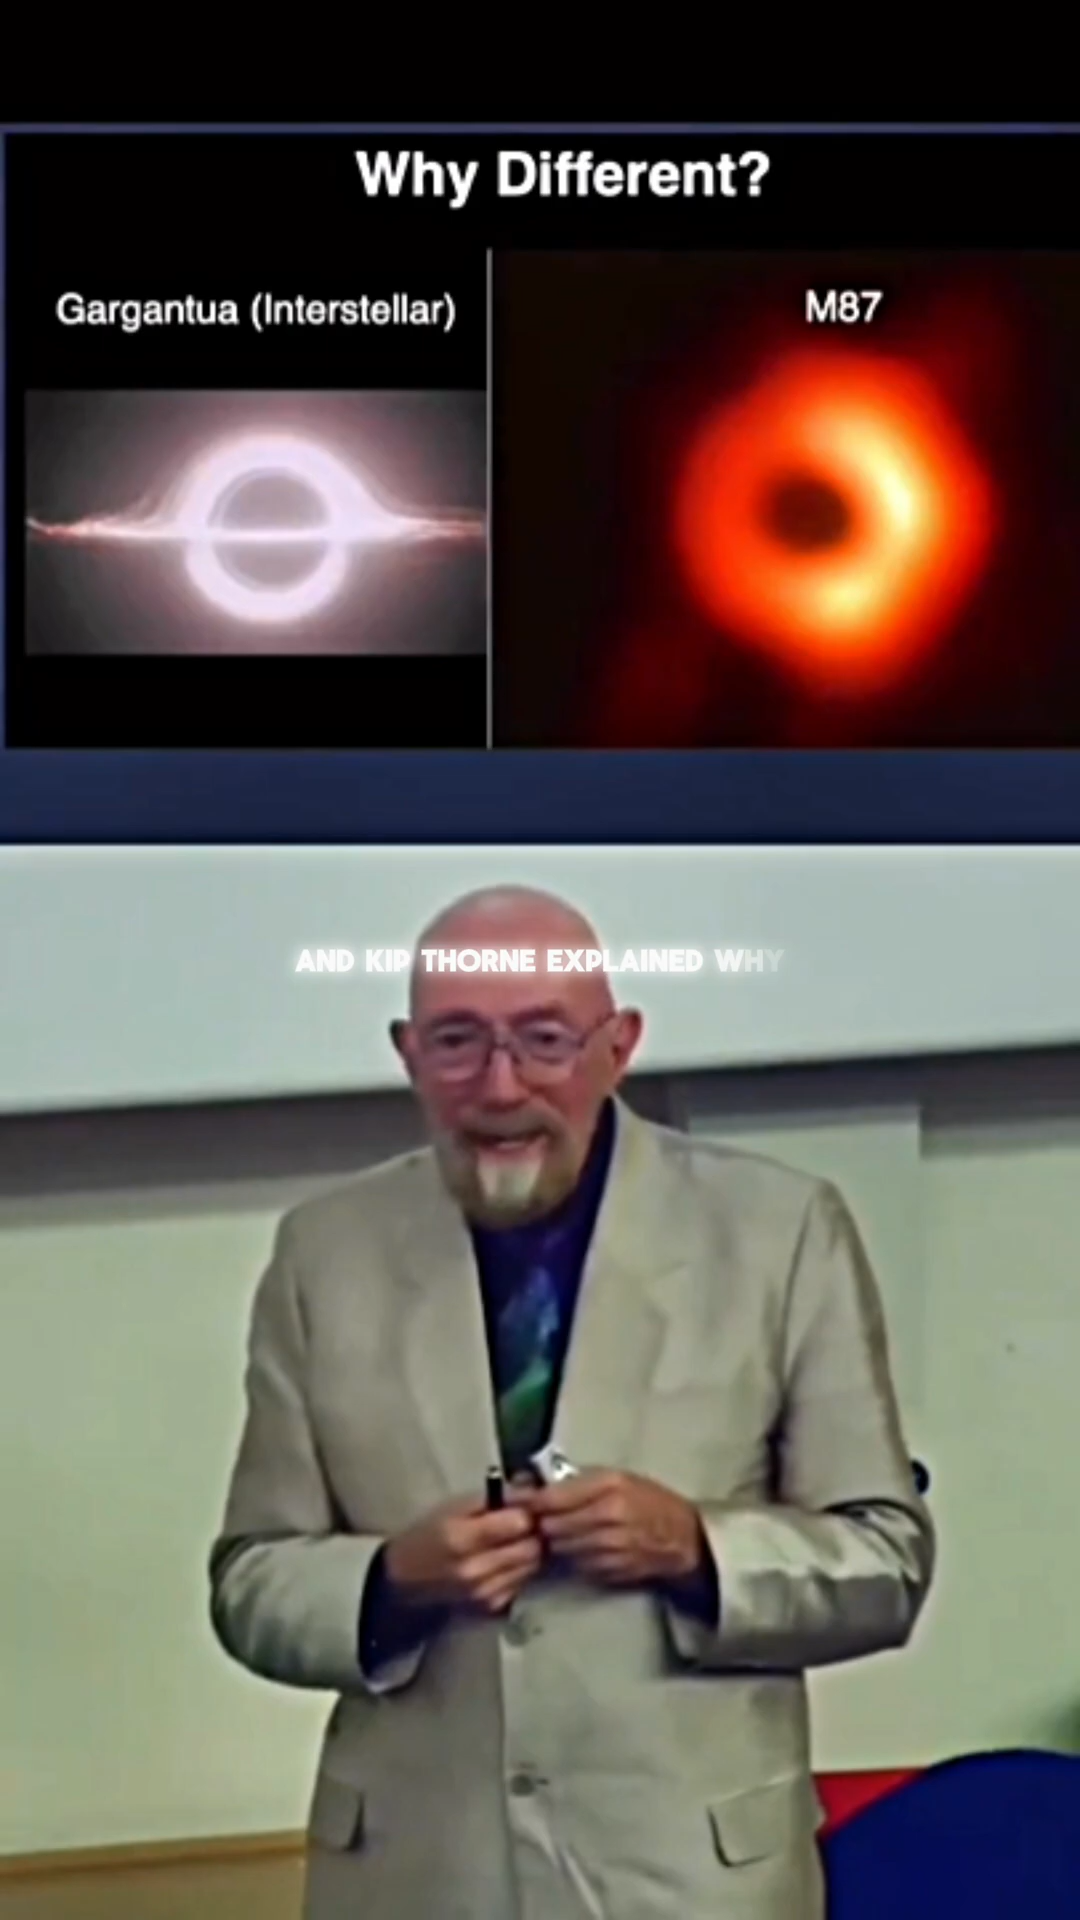 Why Different?
Gargantua (Interstellar)
M87
AND KIP THORNE EXPLAINED WHY